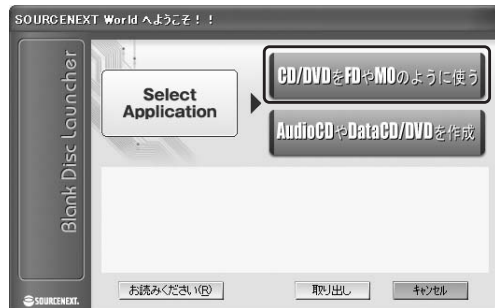 SOURCENEXT World へようこそ！！
Blank Disc Launcher
Select
Application
CD/DVDをFDやMOのように使う
AudioCDやDataCD/DVDを作成
お読みください(R)
取り出し
キャンセル
SOURCENEXT.